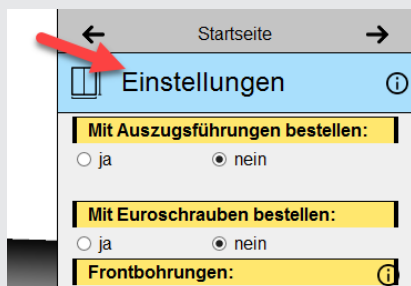 Startseite
Einstellungen
Mit Auszugsführungen bestellen:
ja nein
Mit Euroschrauben bestellen:
ja nein
Frontbohrungen: